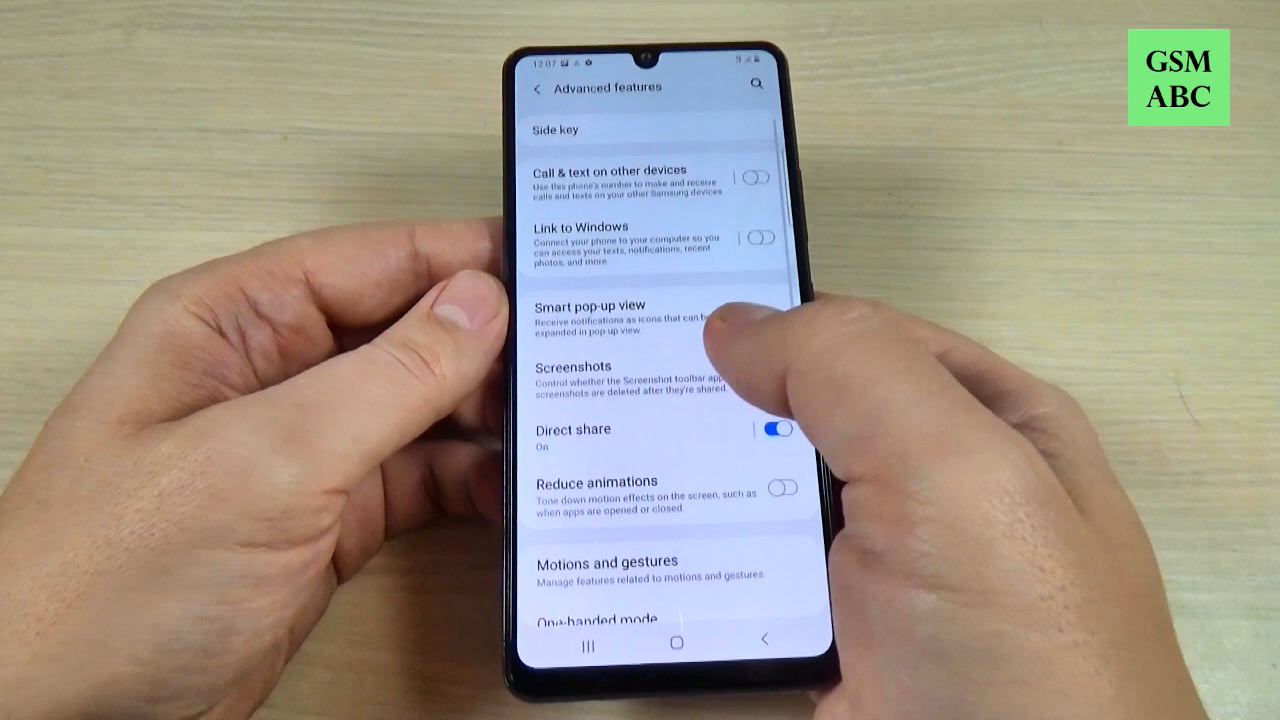 GSM
ABC
12:07
Advanced features
Side key
Call & text on other devices
Use this phone's number to make and receive
calls and texts on your other Samsung devices
Link to Windows
Connect your phone to your computer so you
can access your texts, notifications, recent
photos, and more
Smart pop-up view
Receive notifications as icons that can be
expanded in pop-up view
Screenshots
Control whether the Screenshot toolbar
screenshots are deleted after they're shared
Direct share
On
Reduce animations
Tone down motion effects on the screen, such as
when apps are opened or closed.
Motions and gestures
Manage features related to motions and gestures
One-handed mode